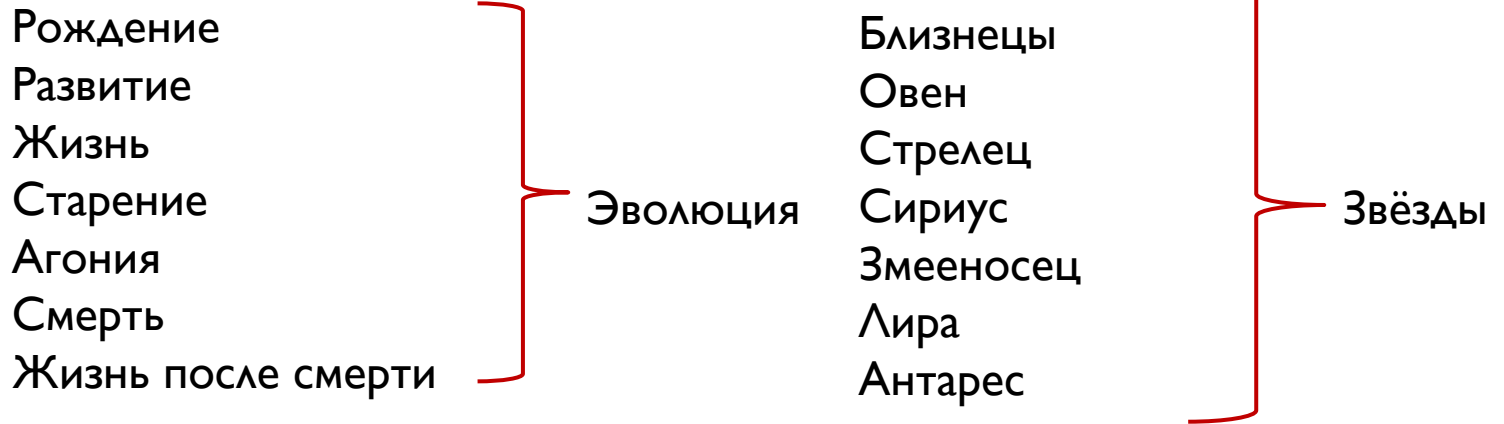 Рождение
Развитие
Жизнь
Старение
Агония
Смерть
Жизнь после смерти
Эволюция
Близнецы
Овен
Стрелец
Сириус
Змееносец
Лира
Антарес
Звёзды